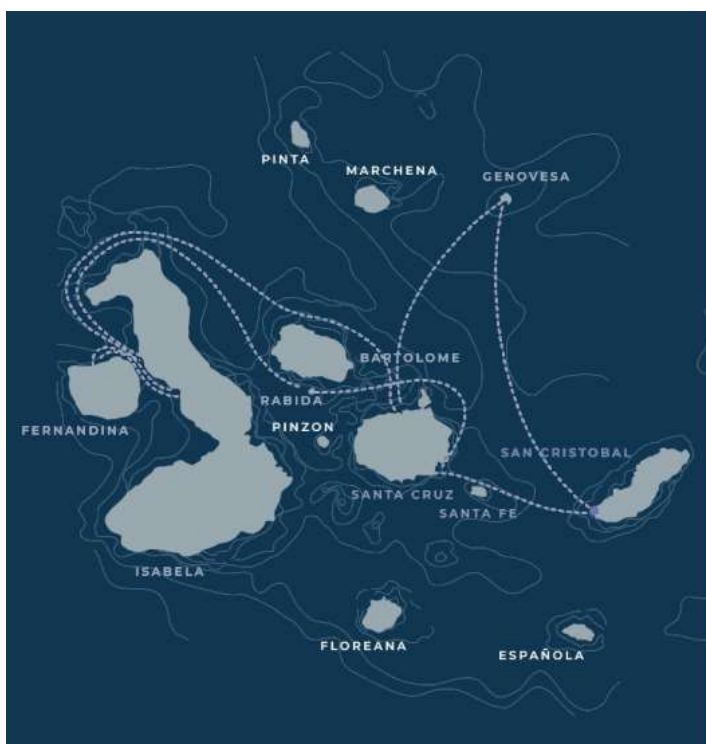 PINTA
MARCHENA
GENOVESA
BARTOLOME
RABIDA
PINZON
FERNANDINA
SAN CRISTOBAL
SANTA CRUZ
SANTA FE
ISABELA
FLOREANA
ESPAÑOLA